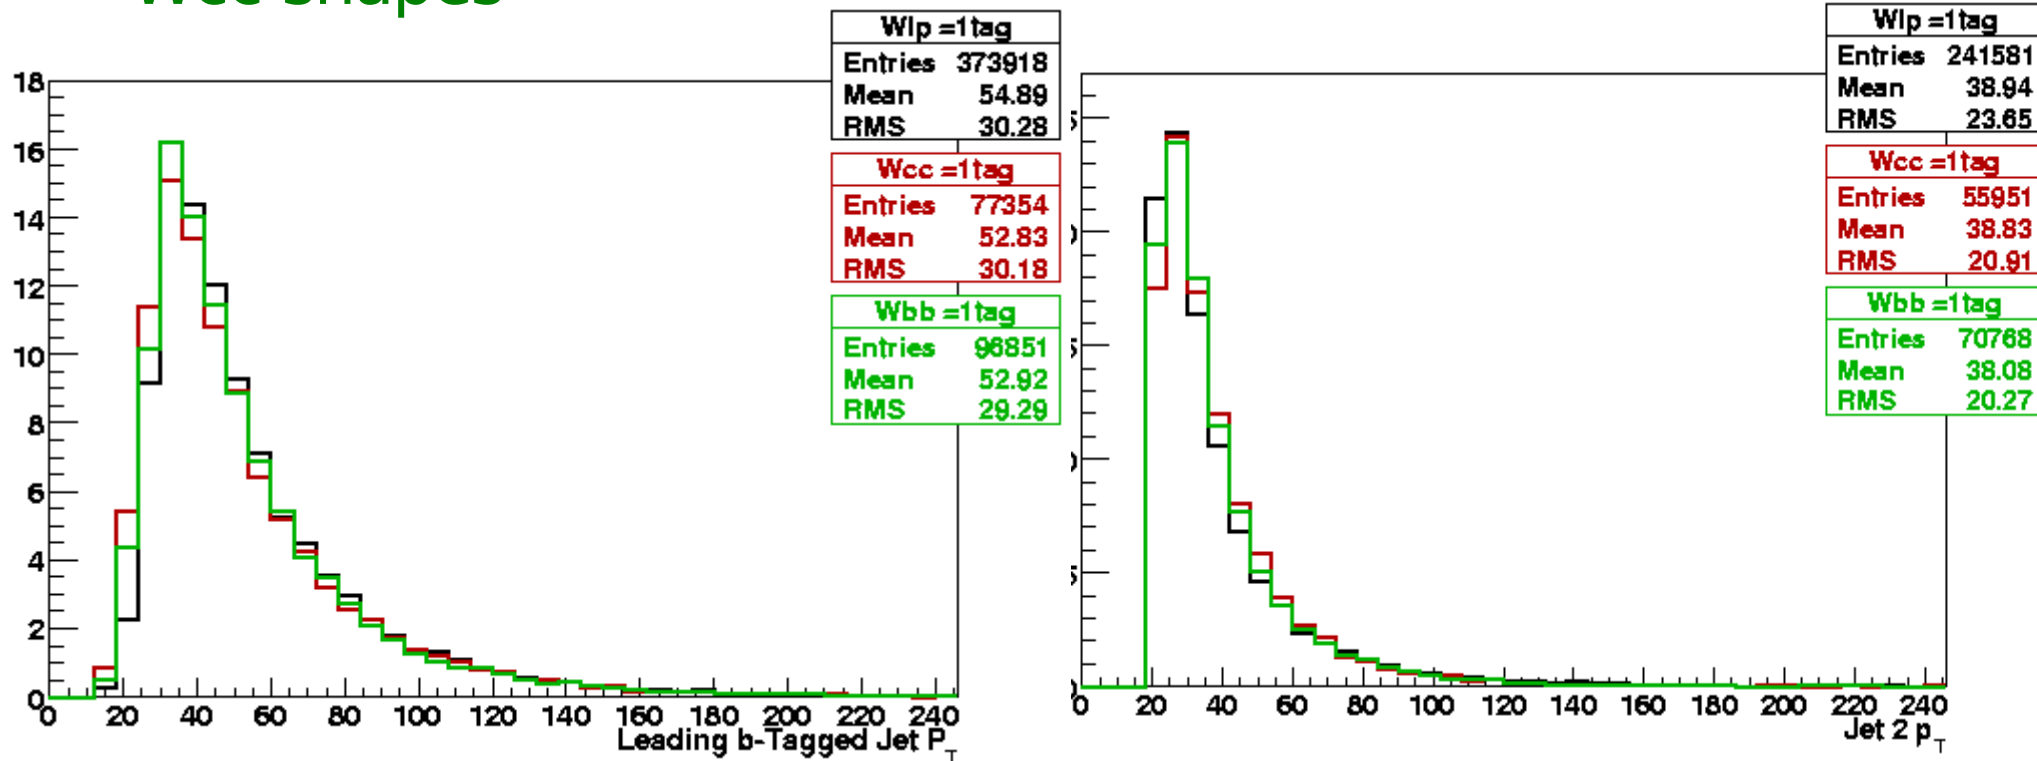 Wcc shapes
Wlp =1tag
Entries 373918
Mean 54.89
RMS 30.28
Wcc =1tag
Entries 77354
Mean 52.83
RMS 30.18
Wbb =1tag
Entries 96851
Mean 52.92
RMS 29.29
18
16
14
12
10
8
6
4
2
0
0 20 40 60 80 100 120 140 160 180 200 220 240
Leading b-Tagged Jet P_T
Wlp =1tag
Entries 241581
Mean 38.94
RMS 23.65
Wcc =1tag
Entries 55951
Mean 38.83
RMS 20.91
Wbb =1tag
Entries 70768
Mean 38.08
RMS 20.27
0 20 40 60 80 100 120 140 160 180 200 220 240
Jet 2 p_T